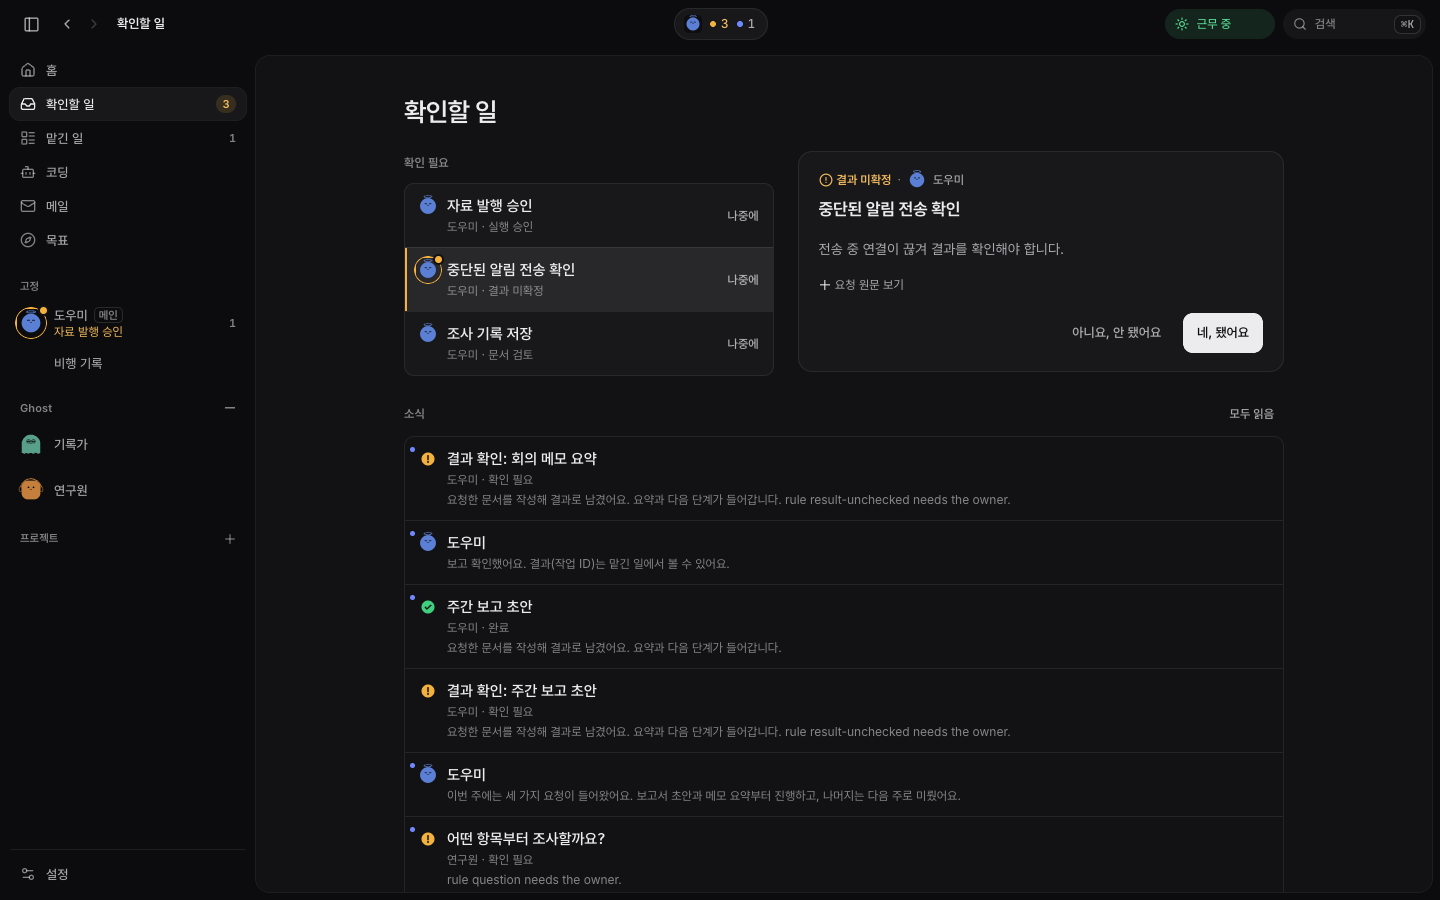 확인할 일
3
1
근무 중
검색
⌘K
홈
확인할 일
3
맡긴 일
1
코딩
메일
목표
고정
도우미 메인
자료 발행 승인
1
비행 기록
Ghost
기록가
연구원
프로젝트
설정
확인할 일
확인 필요
자료 발행 승인
도우미 · 실행 승인
나중에
중단된 알림 전송 확인
도우미 · 결과 미확정
나중에
조사 기록 저장
도우미 · 문서 검토
나중에
결과 미확정 · 도우미
중단된 알림 전송 확인
전송 중 연결이 끊겨 결과를 확인해야 합니다.
요청 원문 보기
아니요, 안 됐어요
네, 됐어요
소식
모두 읽음
결과 확인: 회의 메모 요약
도우미 · 확인 필요
요청한 문서를 작성해 결과로 남겼어요. 요약과 다음 단계가 들어갑니다. rule result-unchecked needs the owner.
도우미
보고 확인했어요. 결과(작업 ID)는 맡긴 일에서 볼 수 있어요.
주간 보고 초안
도우미 · 완료
요청한 문서를 작성해 결과로 남겼어요. 요약과 다음 단계가 들어갑니다.
결과 확인: 주간 보고 초안
도우미 · 확인 필요
요청한 문서를 작성해 결과로 남겼어요. 요약과 다음 단계가 들어갑니다. rule result-unchecked needs the owner.
도우미
이번 주에는 세 가지 요청이 들어왔어요. 보고서 초안과 메모 요약부터 진행하고, 나머지는 다음 주로 미뤘어요.
어떤 항목부터 조사할까요?
연구원 · 확인 필요
rule question needs the owner.